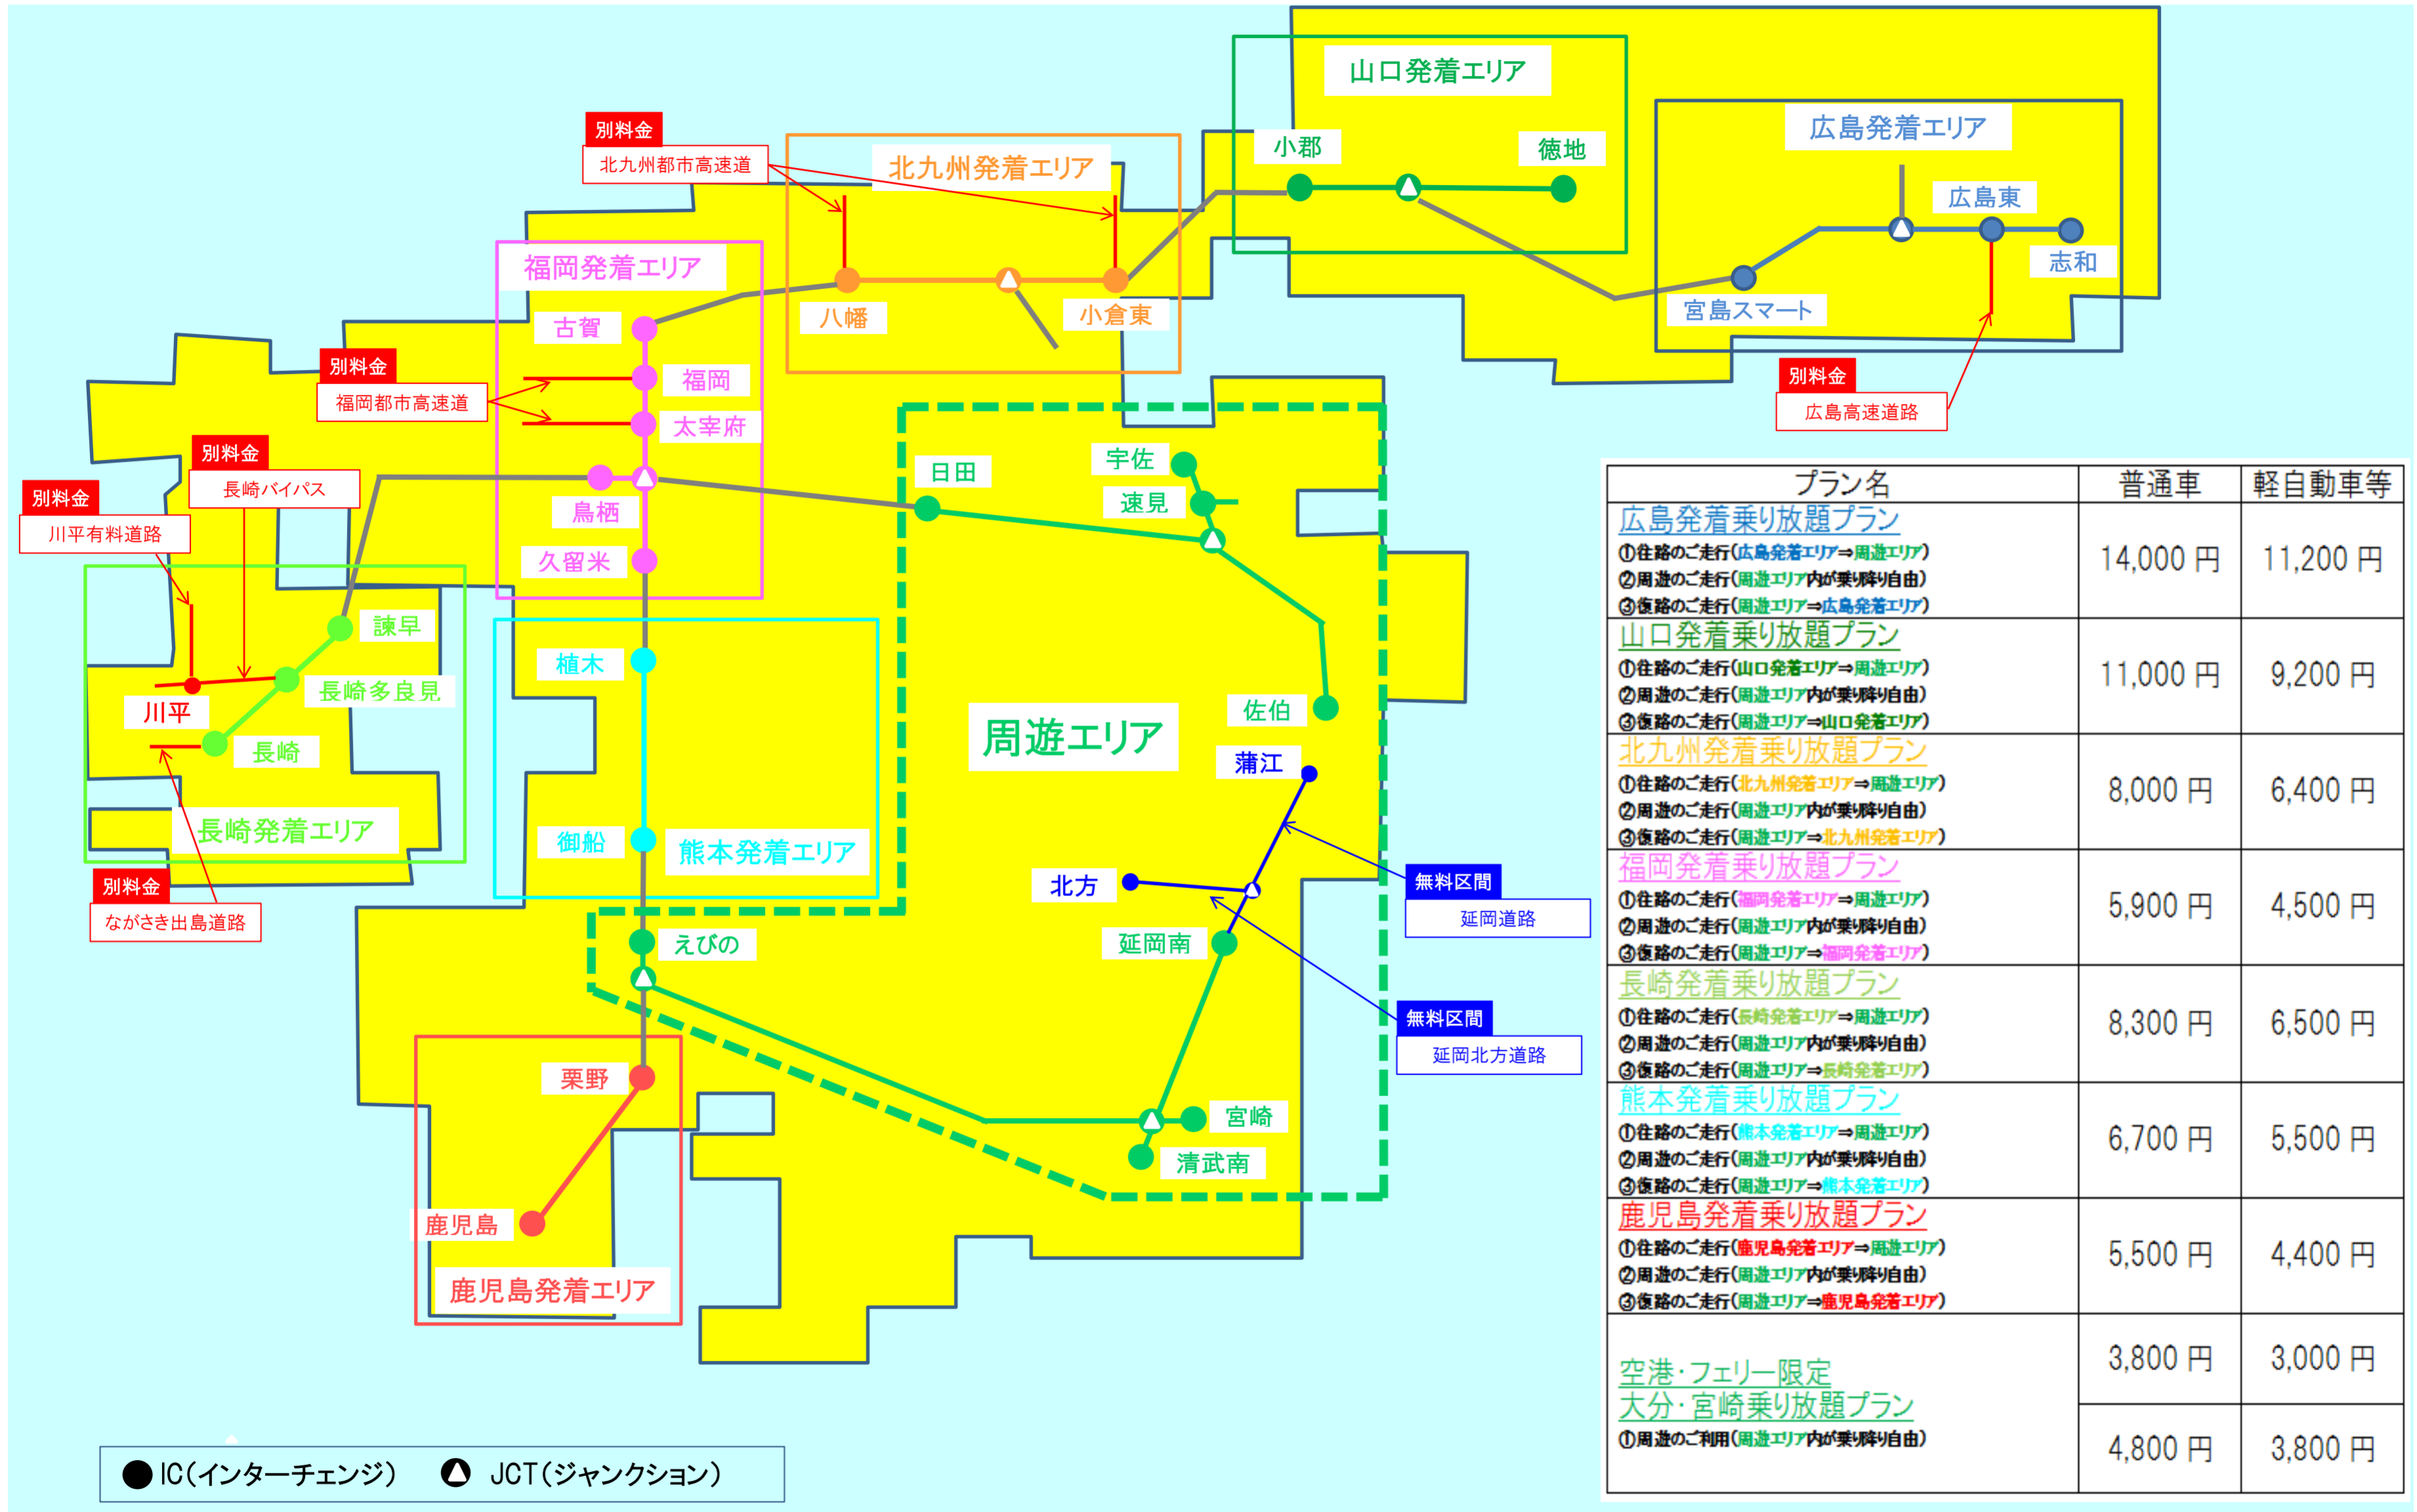 山口発着エリア
小郡
徳地
広島発着エリア
広島東
志和
宮島スマート
別料金
広島高速道路
別料金
北九州都市高速道
北九州発着エリア
八幡
小倉東
福岡発着エリア
古賀
福岡
太宰府
鳥栖
久留米
別料金
福岡都市高速道
別料金
長崎バイパス
別料金
川平有料道路
諫早
長崎多良見
川平
長崎
長崎発着エリア
別料金
ながさき出島道路
植木
御船
熊本発着エリア
日田
宇佐
速見
佐伯
周遊エリア
蒲江
北方
延岡南
無料区間
延岡道路
無料区間
延岡北方道路
えびの
宮崎
清武南
栗野
鹿児島
鹿児島発着エリア
IC(インターチェンジ)
JCT(ジャンクション)
プラン名 普通車 軽自動車等
広島発着乗り放題プラン
①往路のご走行(広島発着エリア⇒周遊エリア)
②周遊のご走行(周遊エリア内が乗り降り自由)
③復路のご走行(周遊エリア⇒広島発着エリア)
14,000 円 11,200 円
山口発着乗り放題プラン
①往路のご走行(山口発着エリア⇒周遊エリア)
②周遊のご走行(周遊エリア内が乗り降り自由)
③復路のご走行(周遊エリア⇒山口発着エリア)
11,000 円 9,200 円
北九州発着乗り放題プラン
①往路のご走行(北九州発着エリア⇒周遊エリア)
②周遊のご走行(周遊エリア内が乗り降り自由)
③復路のご走行(周遊エリア⇒北九州発着エリア)
8,000 円 6,400 円
福岡発着乗り放題プラン
①往路のご走行(福岡発着エリア⇒周遊エリア)
②周遊のご走行(周遊エリア内が乗り降り自由)
③復路のご走行(周遊エリア⇒福岡発着エリア)
5,900 円 4,500 円
長崎発着乗り放題プラン
①往路のご走行(長崎発着エリア⇒周遊エリア)
②周遊のご走行(周遊エリア内が乗り降り自由)
③復路のご走行(周遊エリア⇒長崎発着エリア)
8,300 円 6,500 円
熊本発着乗り放題プラン
①往路のご走行(熊本発着エリア⇒周遊エリア)
②周遊のご走行(周遊エリア内が乗り降り自由)
③復路のご走行(周遊エリア⇒熊本発着エリア)
6,700 円 5,500 円
鹿児島発着乗り放題プラン
①往路のご走行(鹿児島発着エリア⇒周遊エリア)
②周遊のご走行(周遊エリア内が乗り降り自由)
③復路のご走行(周遊エリア⇒鹿児島発着エリア)
5,500 円 4,400 円
空港・フェリー限定
大分・宮崎乗り放題プラン
①周遊のご利用(周遊エリア内が乗り降り自由)
3,800 円 3,000 円
4,800 円 3,800 円